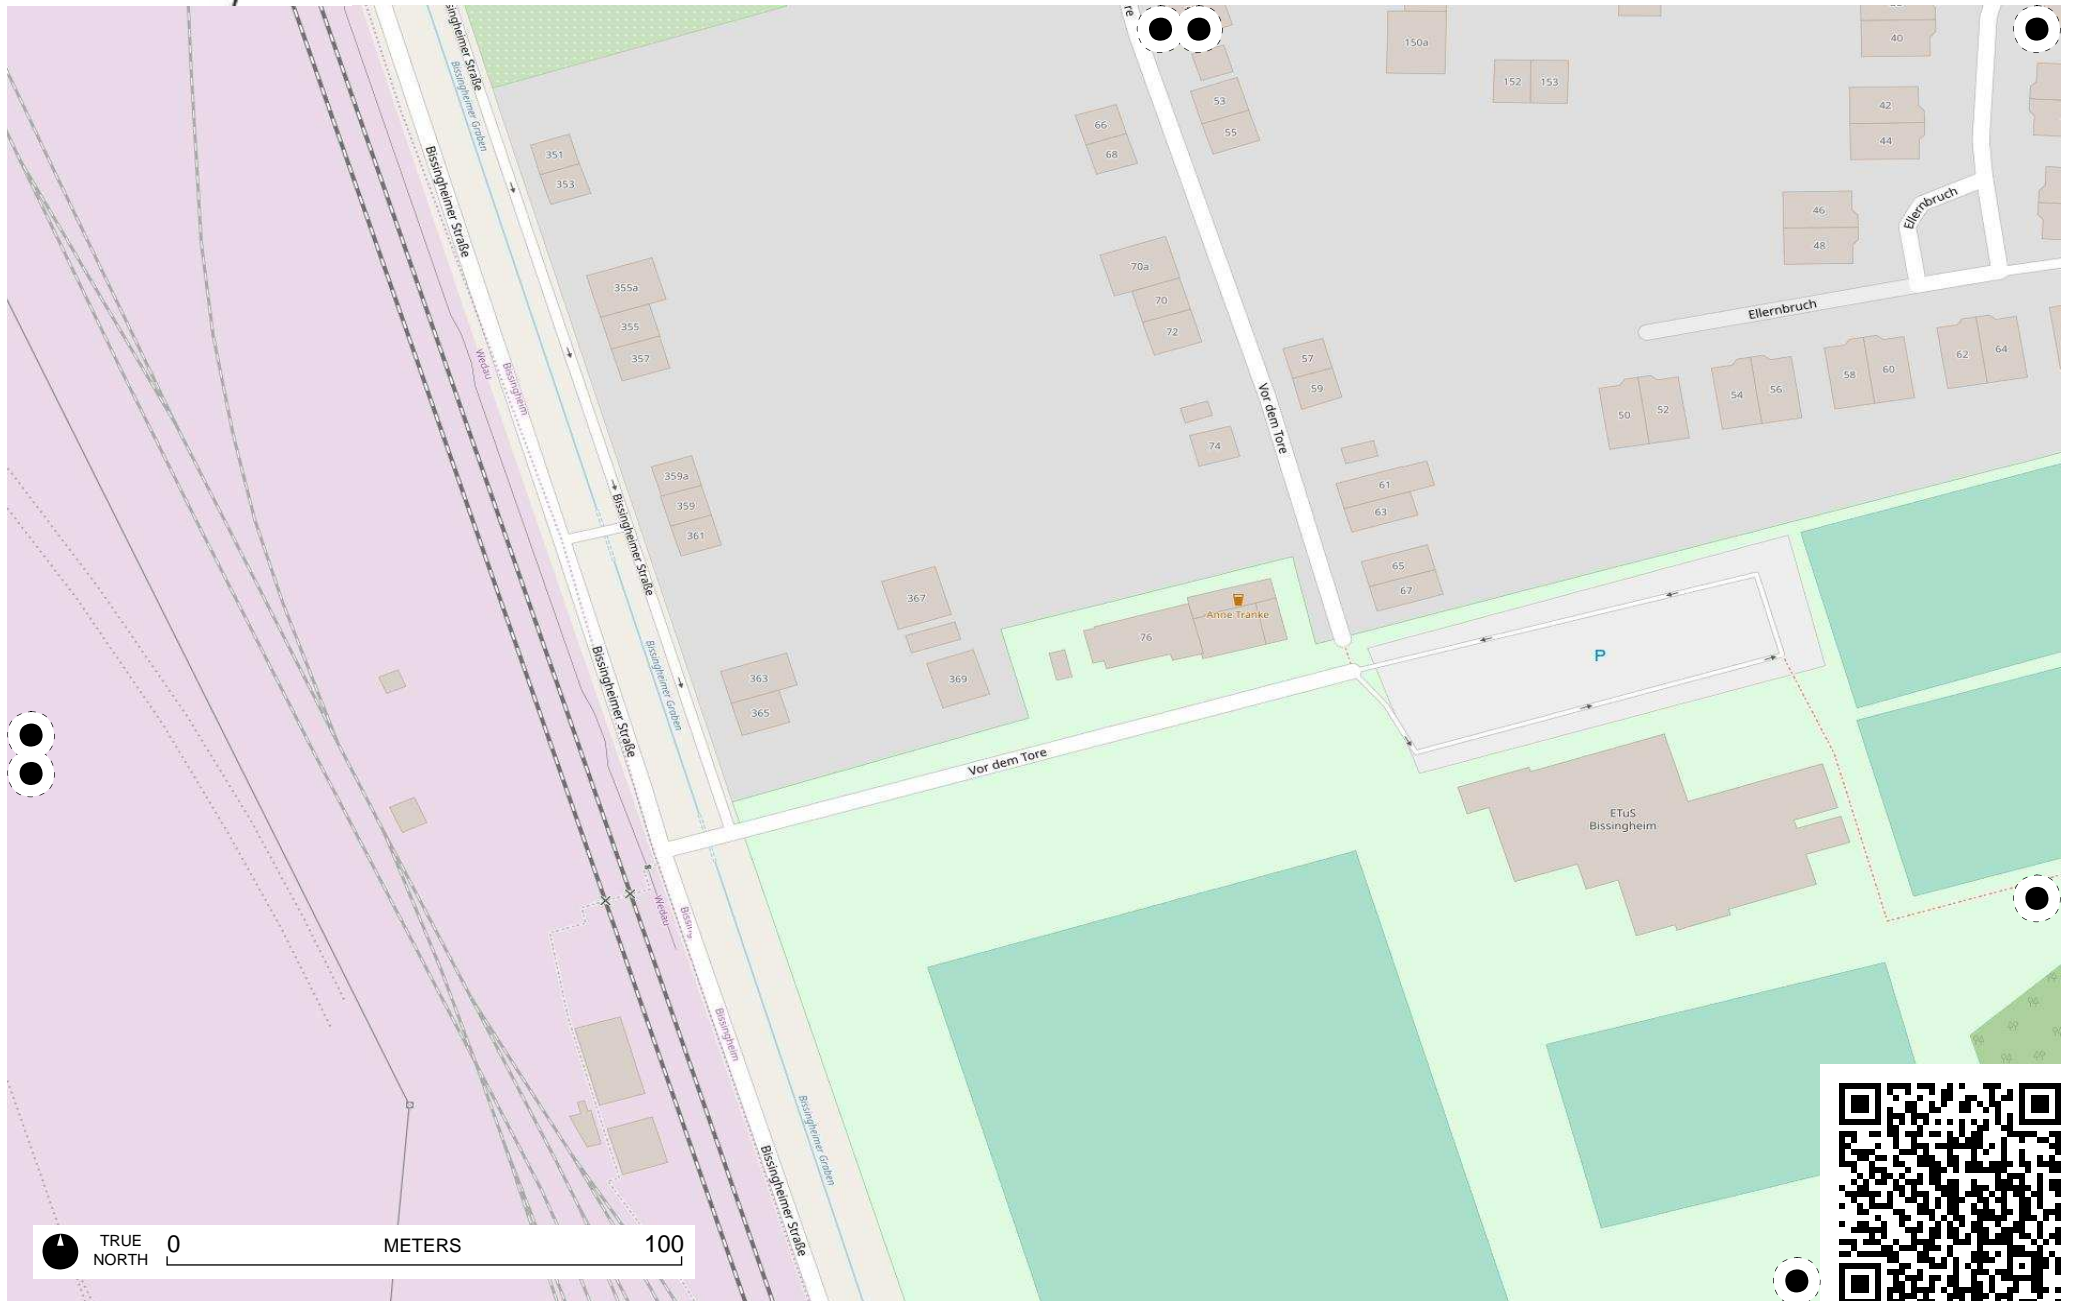 Bissingheimer Straße
Bissingheimer Graben
re
150a
40
152
153
53
55
66
68
42
44
351
353
Bissingheimer Straße
46
48
Ellernbruch
70a
70
72
355a
355
357
Ellernbruch
Wedau
Bissingheim
57
59
62
64
58
60
54
56
50
52
Vor dem Tore
74
61
63
359a
359
361
Bissingheimer Straße
65
67
367
Anne Tränke
76
P
369
363
365
Bissingheimer Straße
Bissingheimer Graben
Vor dem Tore
ETuS
Bissingheim
Wedau
Bissing
Bissingheim
Bissingheimer Graben
Bissingheimer Straße
TRUE
NORTH
0 METERS 100